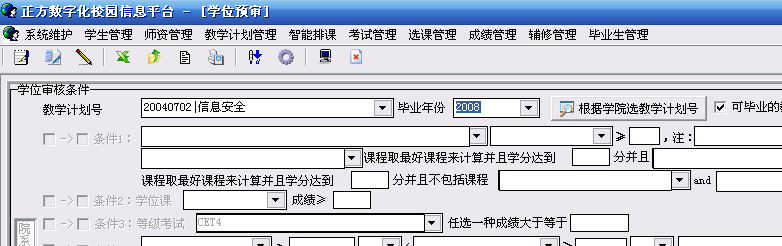 正方数字化校园信息平台 - [学位预审]
系统维护 学生管理 师资管理 教学计划管理 智能排课 考试管理 选课管理 成绩管理 辅修管理 毕业生管理
学位审核条件
教学计划号 20040702|信息安全 毕业年份 2008 根据学院选教学计划号 可毕业的
-> 条件1: ≥ ,注:
课程取最好课程来计算并且学分达到 分并且
课程取最好课程来计算并且学分达到 分并且不包括课程 and
-> 条件2:学位课 成绩≥
-> 条件3:等级考试 CET4 任选一种成绩大于等于
院系